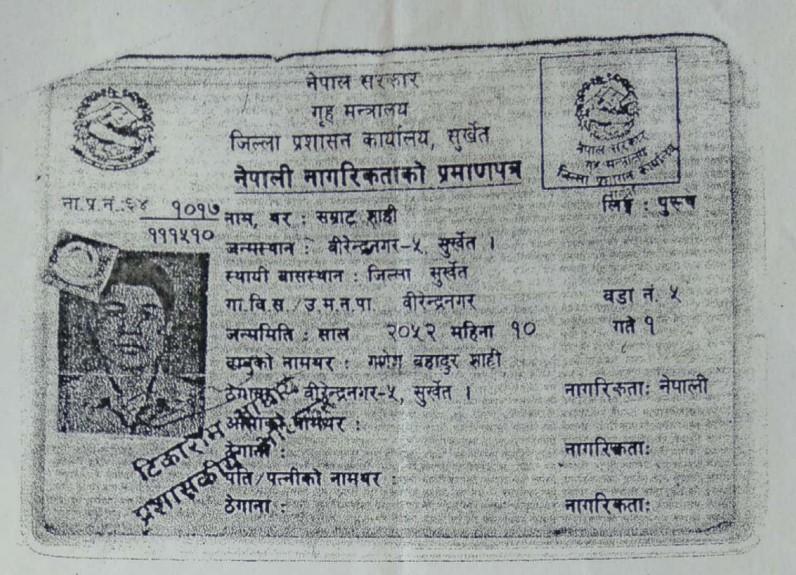 नेपाल सरकार
गृह मन्त्रालय
जिल्ला प्रशासन कार्यालय, सुर्खेत
नेपाली नागरिकताको प्रमाणपत्र
नेपाल सरकार
गृह मन्त्रालय
जिल्ला प्रशासन कार्यालय
ना.प्र.नं.:६४ १०१७
१११५१०
नाम, थर : सम्राट शाही लिङ्ग : पुरुष
जन्मस्थान : बीरेन्द्रनगर-५, सुर्खेत ।
स्थायी बासस्थान : जिल्ला सुर्खेत
गा.वि.स./उ.म.न.पा. बीरेन्द्रनगर वडा नं. ५
जन्ममिति : साल २०५२ महिना १० गते १
बाबुको नामथर : गणेश बहादुर शाही
ठेगाना : बीरेन्द्रनगर-५, सुर्खेत । नागरिकता: नेपाली
आमाको नामथर :
ठेगाना : नागरिकता:
पति/पत्नीको नामथर :
ठेगाना : नागरिकता:
टिकाराम
प्रशासकीय